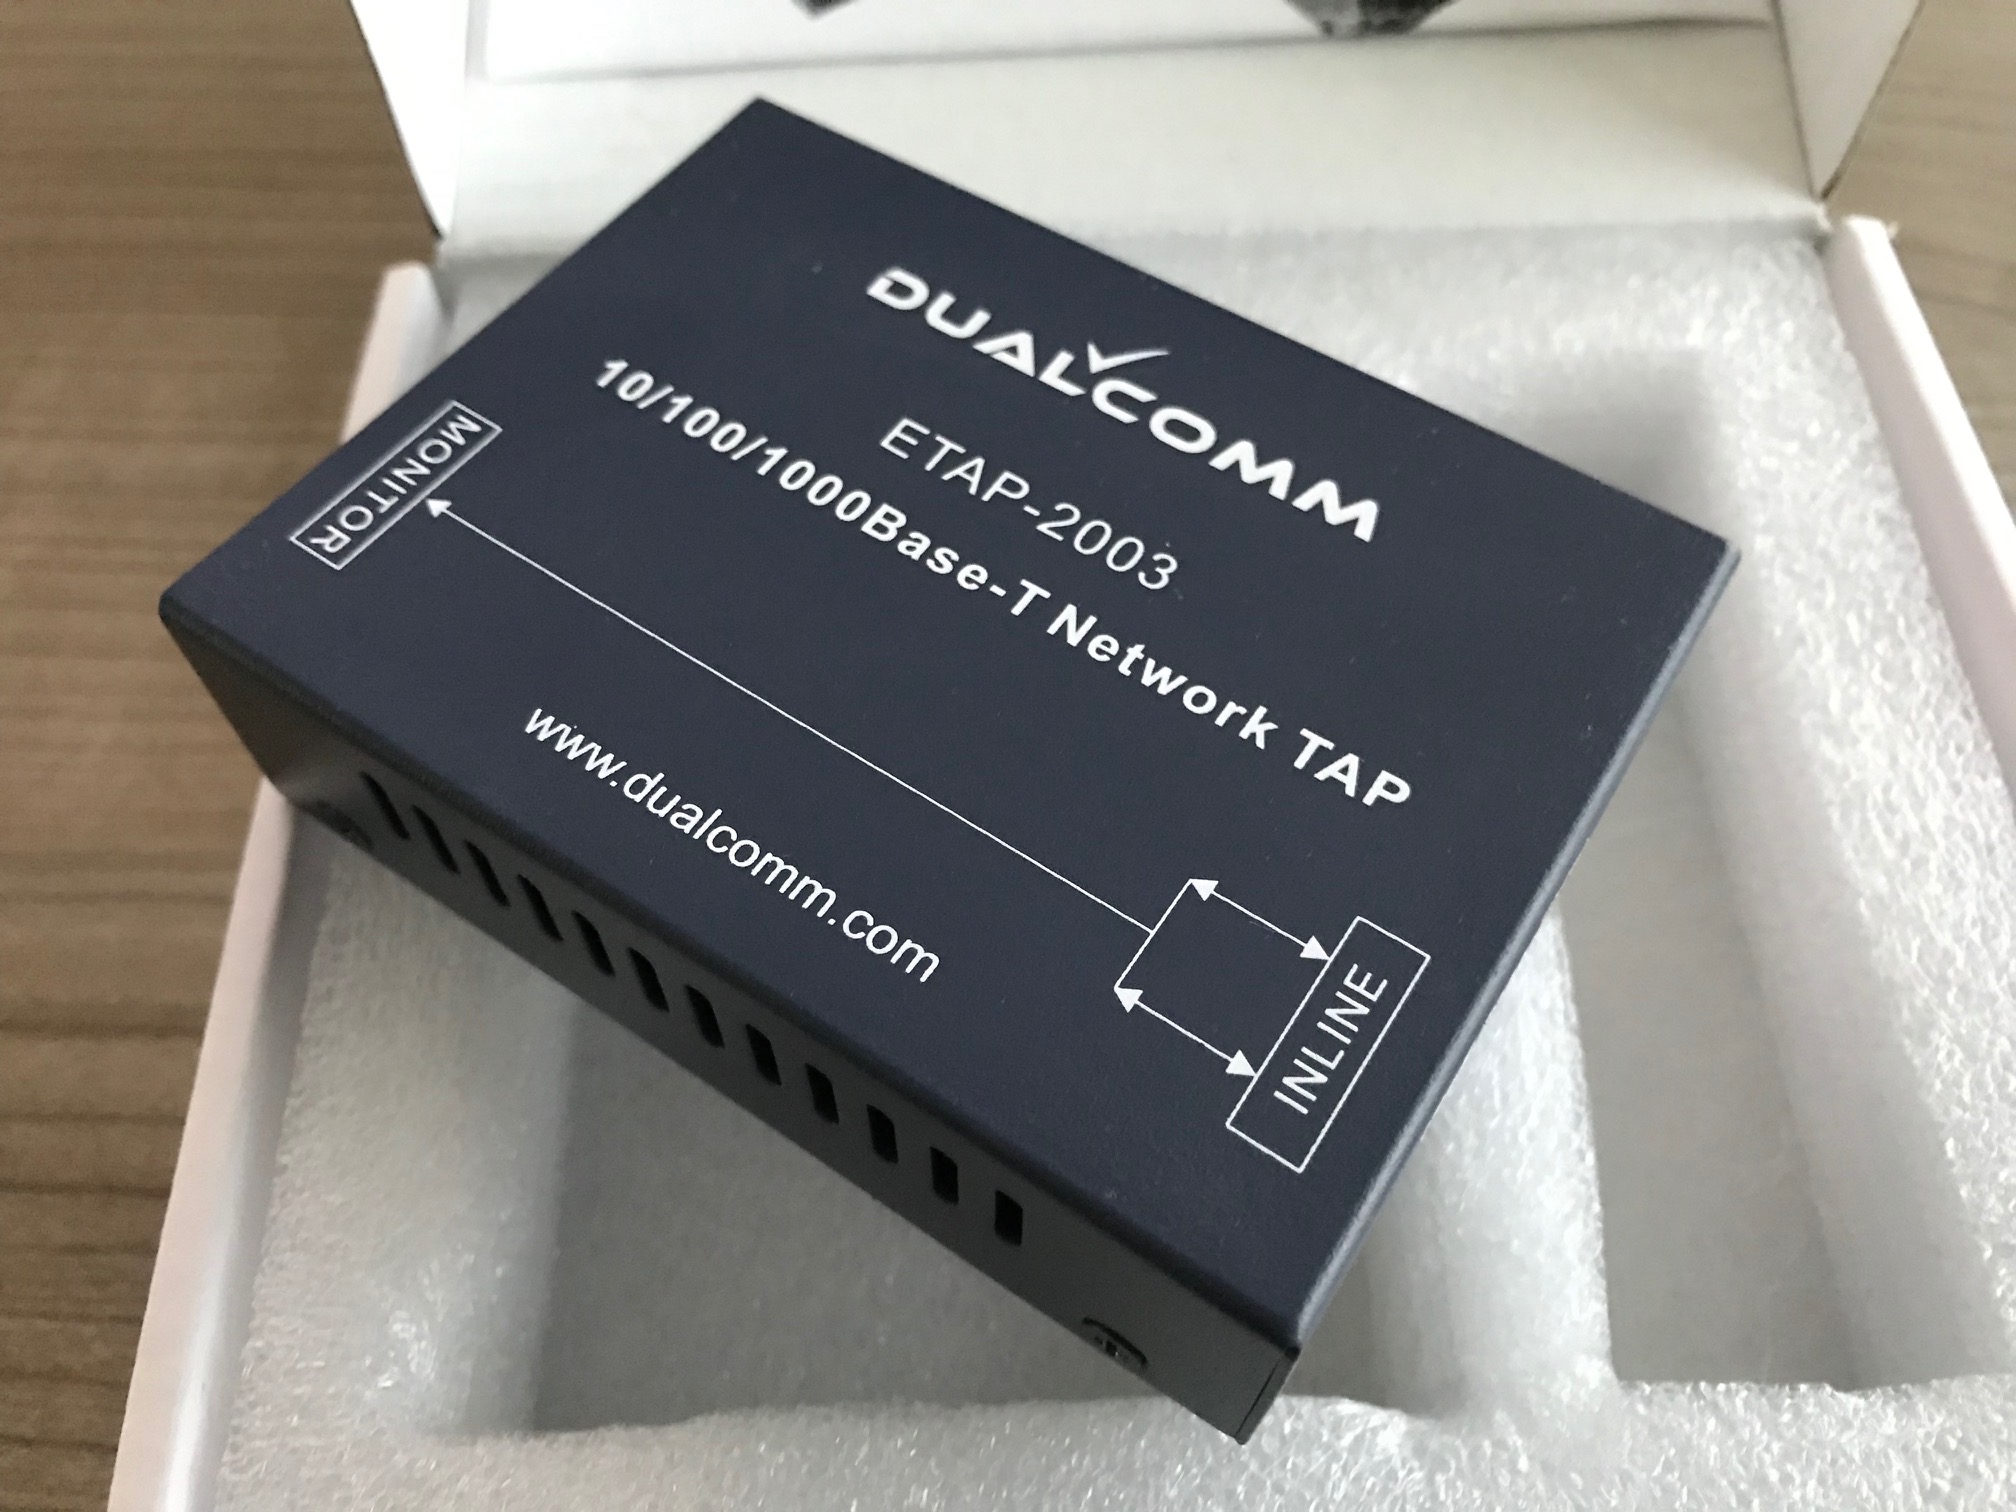 DUALCOMM
ETAP-2003
10/100/1000Base-T Network TAP
MONITOR
INLINE
www.dualcomm.com